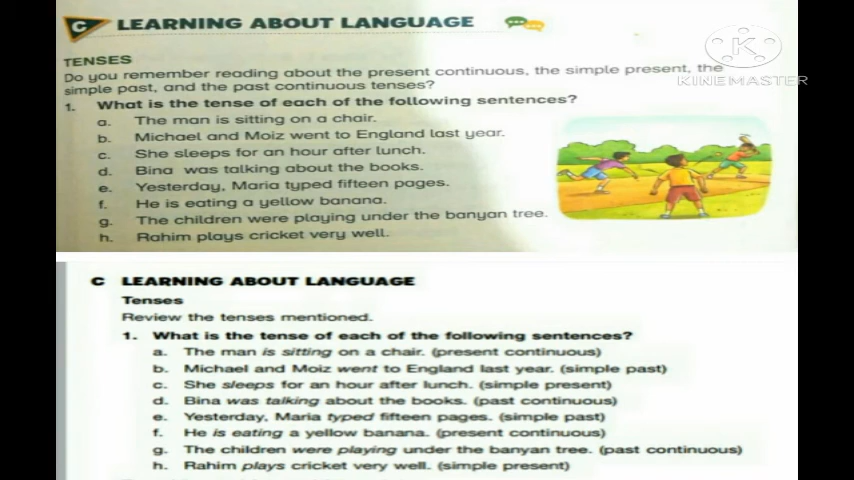 C LEARNING ABOUT LANGUAGE
K
KINEMASTER
TENSES
Do you remember reading about the present continuous, the simple present, the
simple past, and the past continuous tenses?
1. What is the tense of each of the following sentences?
a. The man is sitting on a chair.
b. Michael and Moiz went to England last year.
c. She sleeps for an hour after lunch.
d. Bina was talking about the books.
e. Yesterday, Maria typed fifteen pages.
f. He is eating a yellow banana.
g. The children were playing under the banyan tree.
h. Rahim plays cricket very well.
C LEARNING ABOUT LANGUAGE
Tenses
Review the tenses mentioned.
1. What is the tense of each of the following sentences?
a. The man is sitting on a chair. (present continuous)
b. Michael and Moiz went to England last year. (simple past)
c. She sleeps for an hour after lunch. (simple present)
d. Bina was talking about the books. (past continuous)
e. Yesterday, Maria typed fifteen pages. (simple past)
f. He is eating a yellow banana. (present continuous)
g. The children were playing under the banyan tree. (past continuous)
h. Rahim plays cricket very well. (simple present)